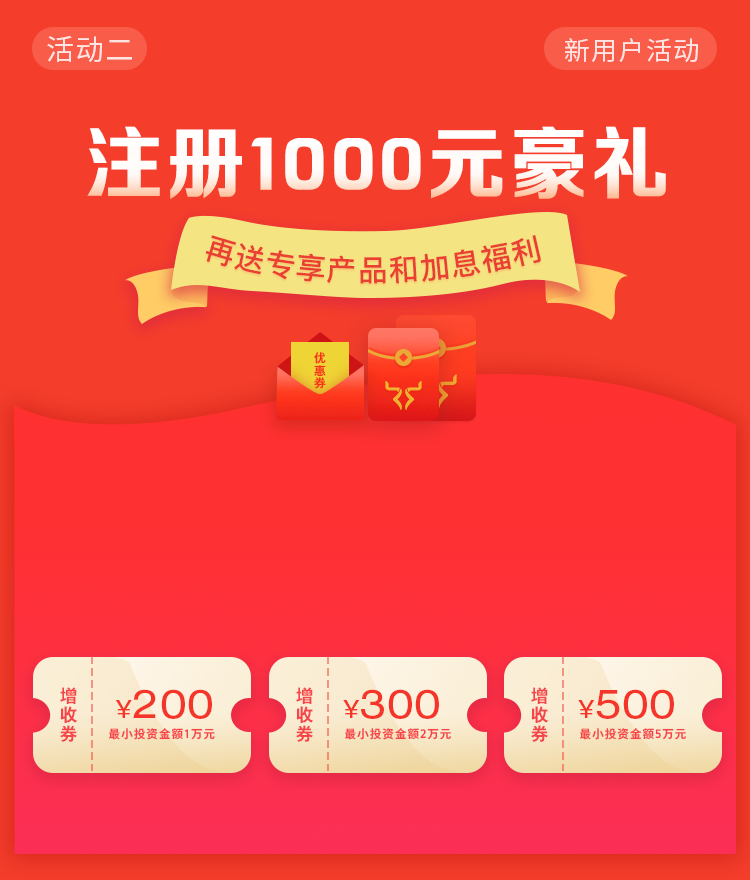 活动二
新用户活动
注册1000元豪礼
再送专享产品和加息福利
优惠券
增收券
¥200
最小投资金额1万元
增收券
¥300
最小投资金额2万元
增收券
¥500
最小投资金额5万元